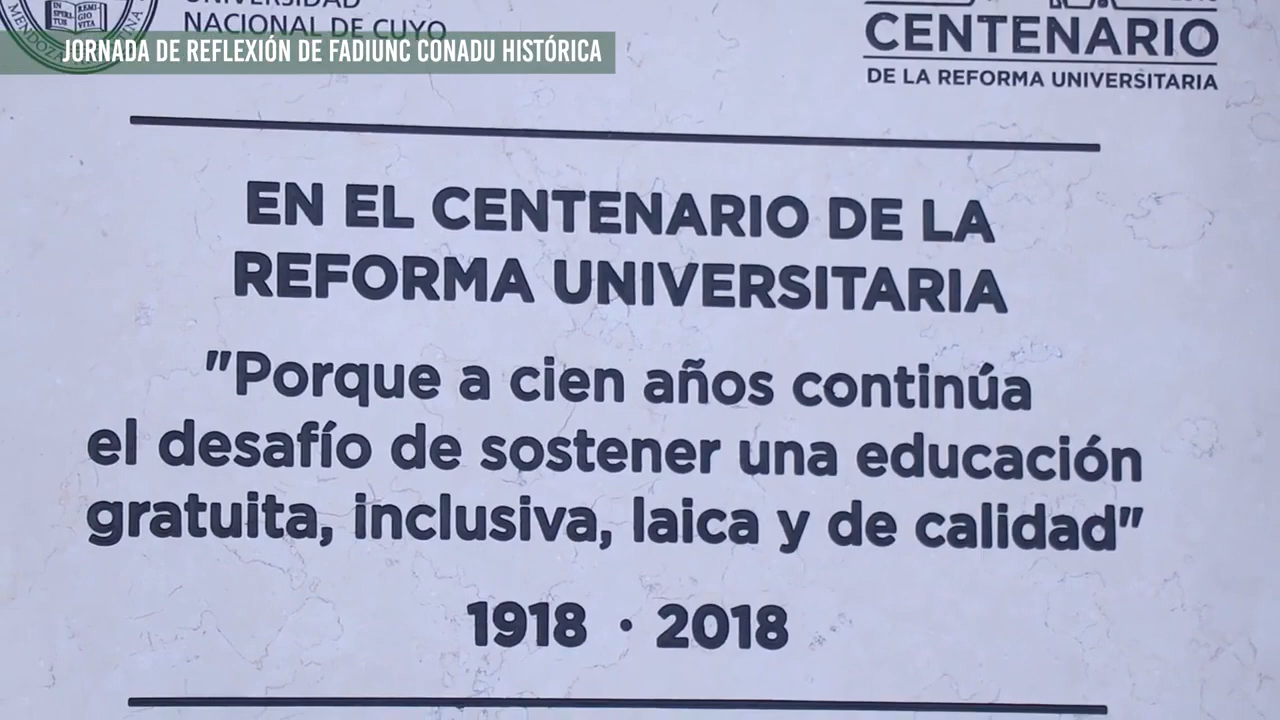 UNIVERSIDAD
NACIONAL DE CUYO
JORNADA DE REFLEXIÓN DE FADIUNC CONADU HISTÓRICA
CENTENARIO
DE LA REFORMA UNIVERSITARIA
EN EL CENTENARIO DE LA
REFORMA UNIVERSITARIA
"Porque a cien años continúa
el desafío de sostener una educación
gratuita, inclusiva, laica y de calidad"
1918 · 2018